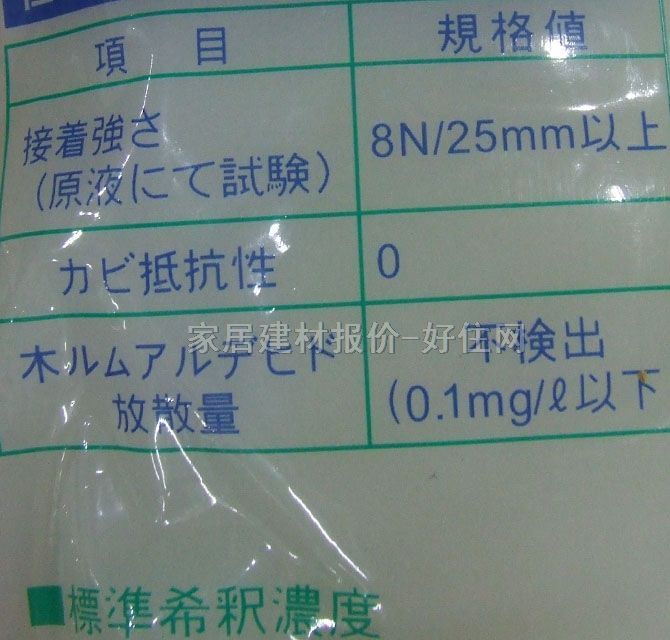 項 目 規格値
接着強さ
(原液にて試験) 8N/25mm以上
カビ抵抗性 0
木ルムアルデヒド 不検出
放散量 (0.1mg/ℓ以下
家居建材报价-好住网
■標準希釈濃度